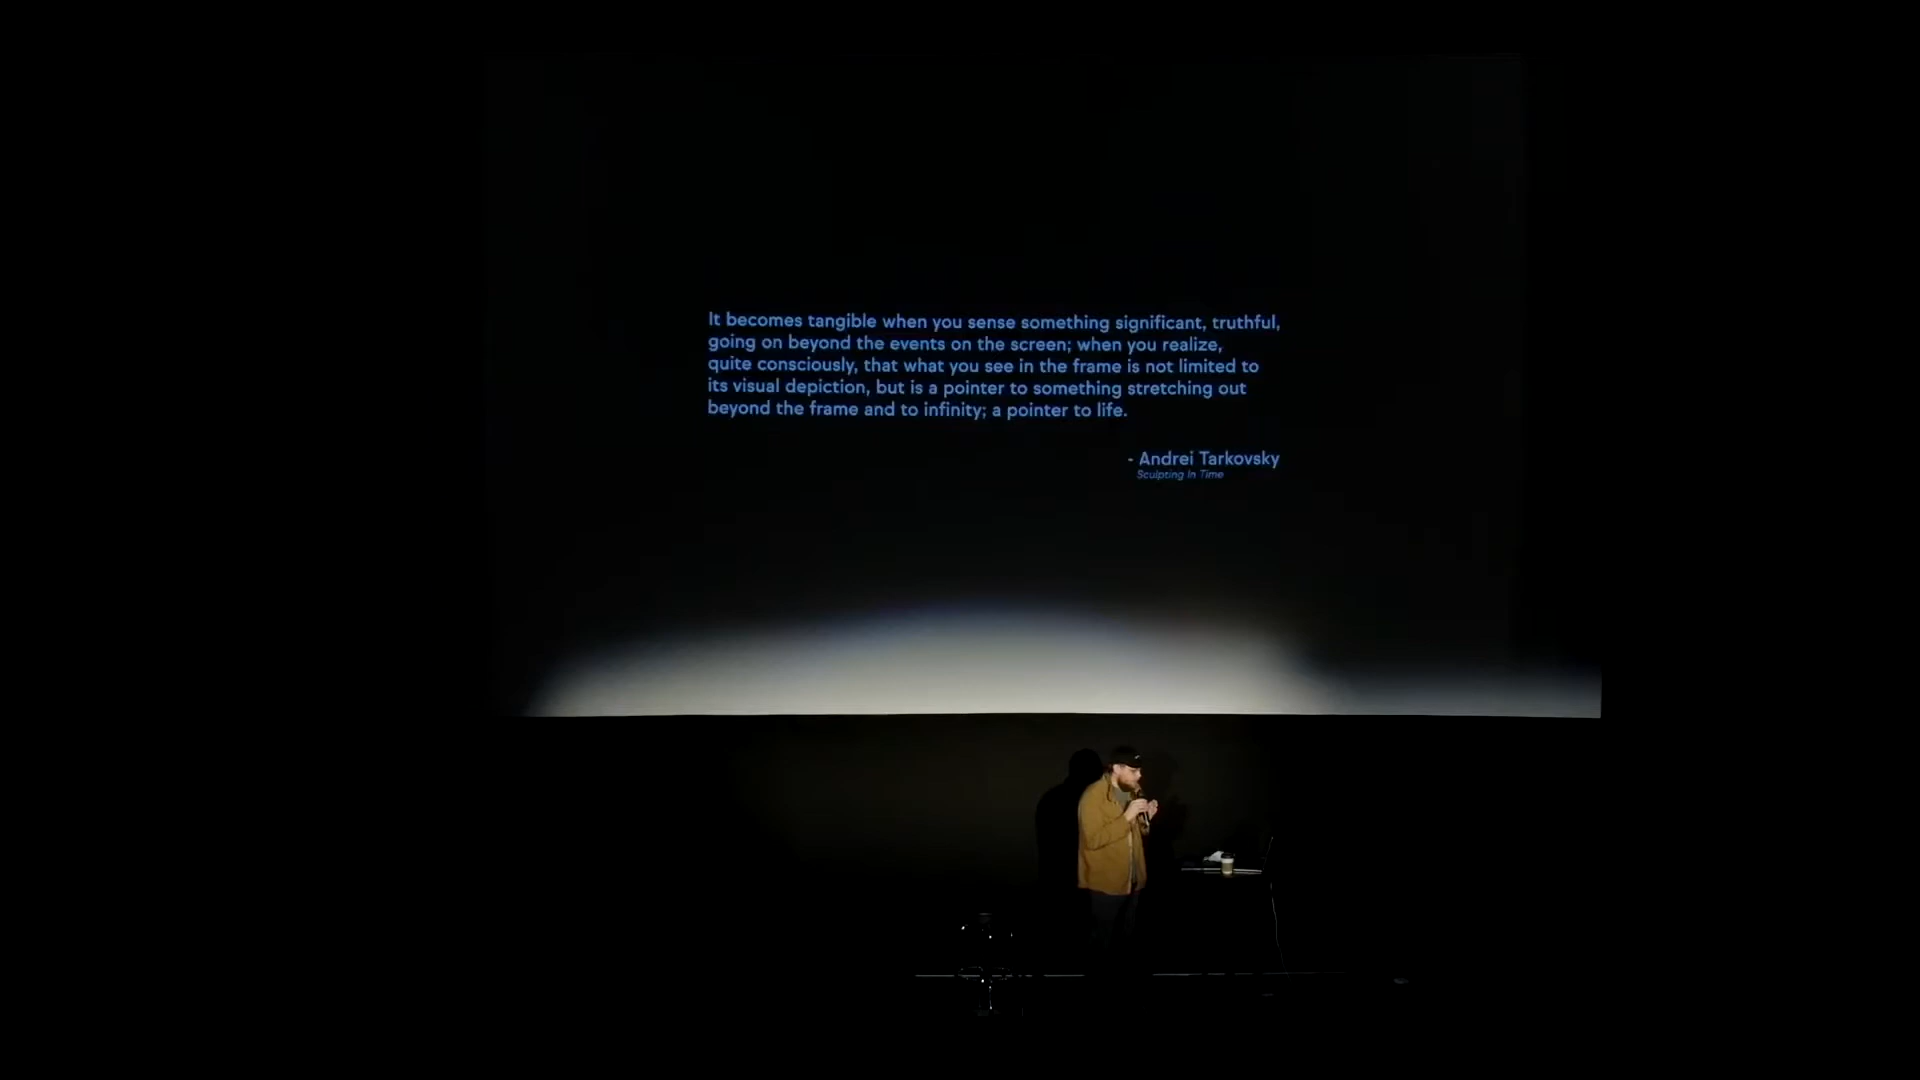 It becomes tangible when you sense something significant, truthful,
going on beyond the events on the screen; when you realize,
quite consciously, that what you see in the frame is not limited to
its visual depiction, but is a pointer to something stretching out
beyond the frame and to infinity; a pointer to life.
- Andrei Tarkovsky
Sculpting In Time